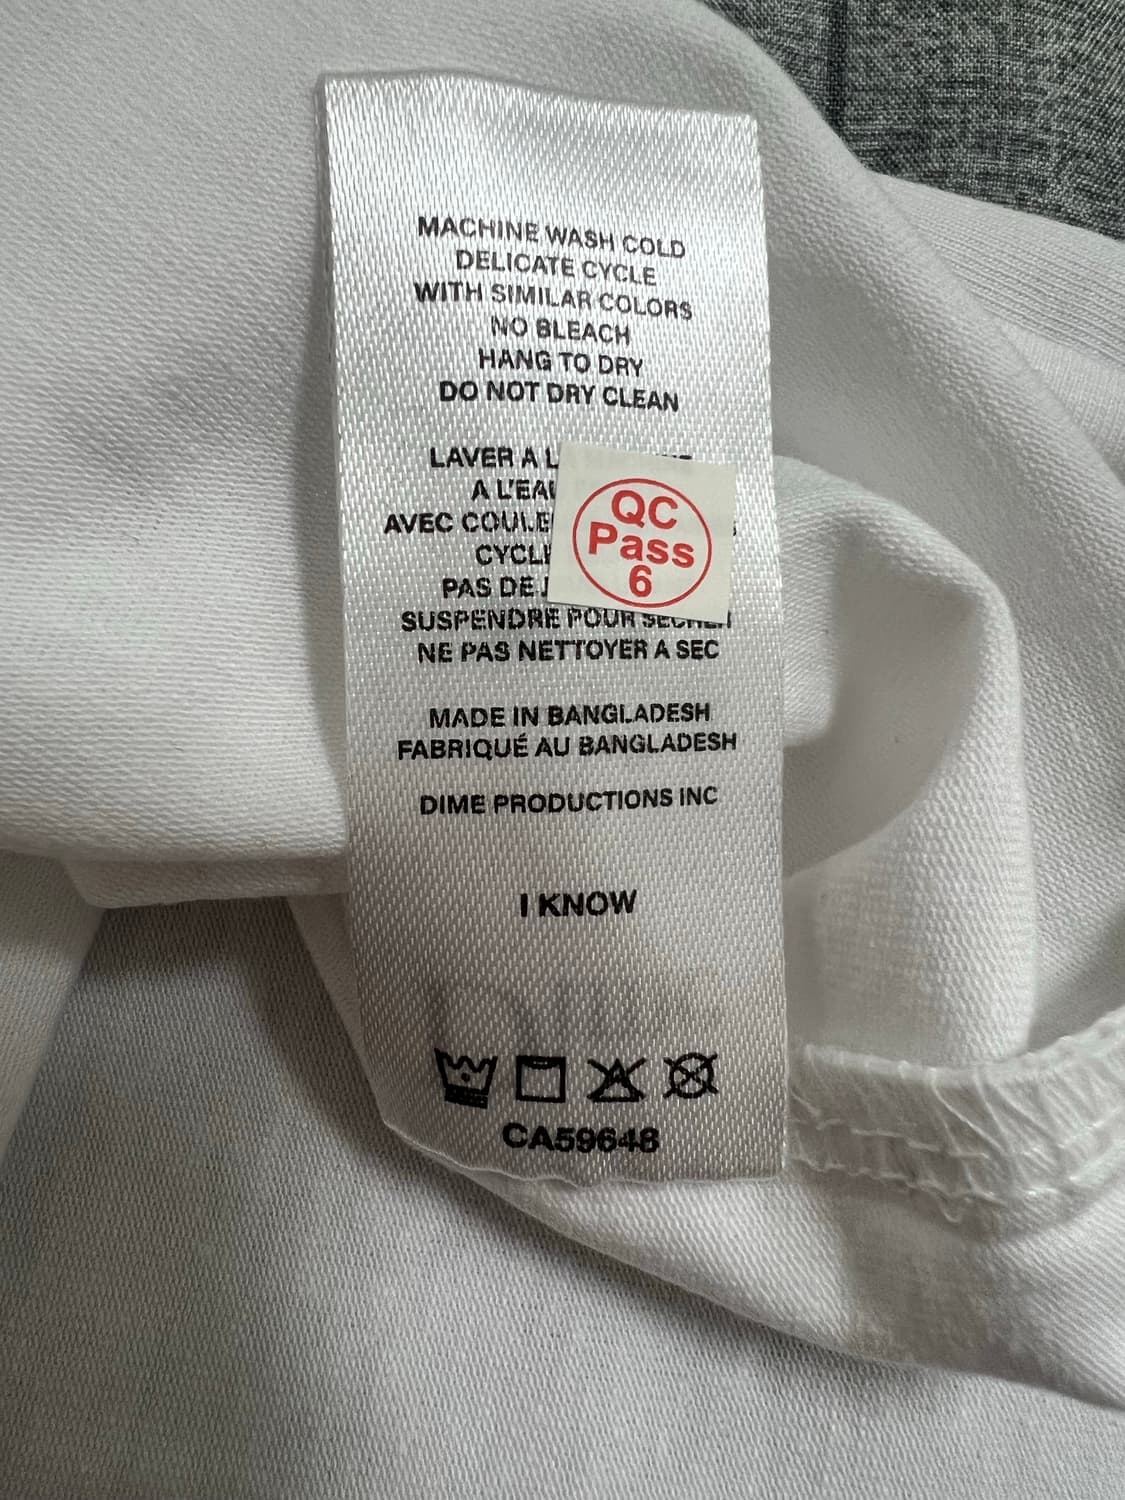 MACHINE WASH COLD
DELICATE CYCLE
WITH SIMILAR COLORS
NO BLEACH
HANG TO DRY
DO NOT DRY CLEAN
LAVER A
A L'EAU
AVEC
PAS DE
SUSPENDRE POUR SECHER
NE PAS NETTOYER A SEC
QC
Pass
6
MADE IN BANGLADESH
FABRIQUÉ AU BANGLADESH
DIME PRODUCTIONS INC
I KNOW
CA59648